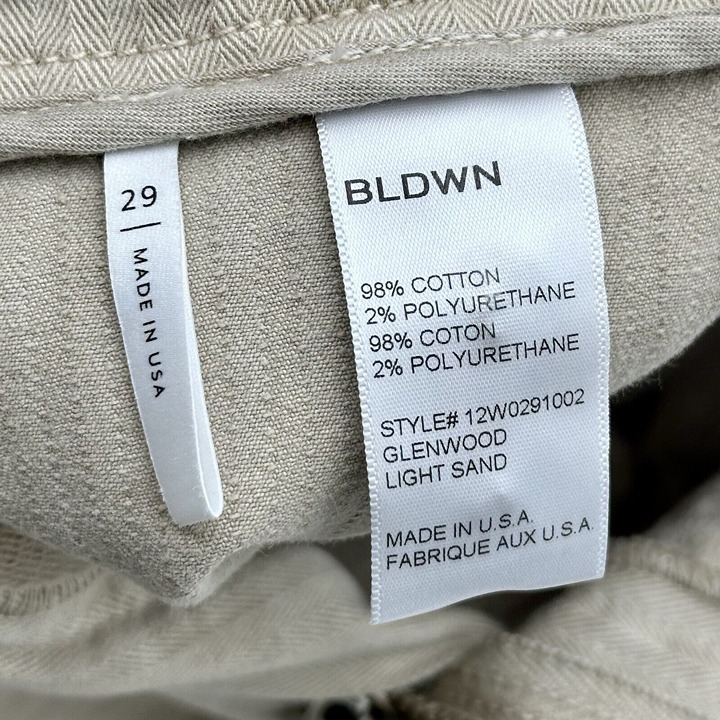 29
MADE IN USA
BLDWN
98% COTTON
2% POLYURETHANE
98% COTON
2% POLYURETHANE
STYLE# 12W0291002
GLENWOOD
LIGHT SAND
MADE IN U.S.A.
FABRIQUE AUX U.S.A.